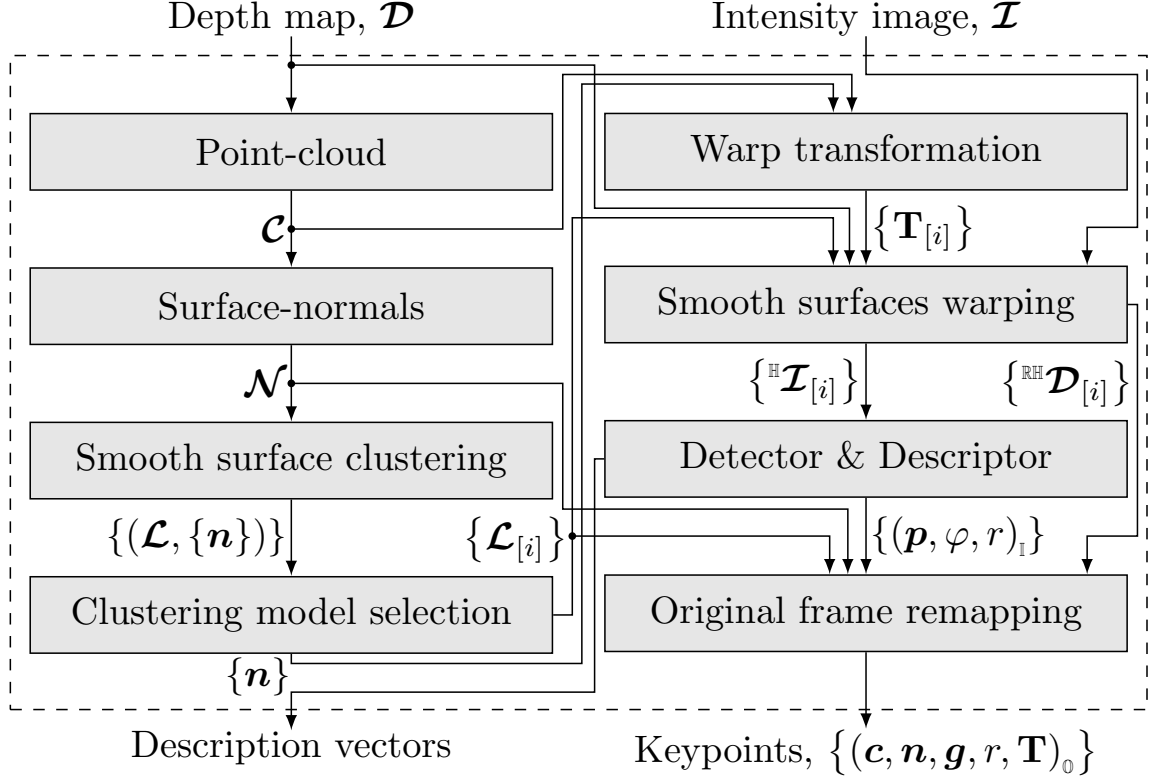 Depth map, 𝓓
Intensity image, 𝓘
Point-cloud
Warp transformation
𝓒
{𝐓[i]}
Surface-normals
Smooth surfaces warping
𝓝
{ᴴ𝓘[i]}
{ᴿᴴ𝓓[i]}
Smooth surface clustering
Detector & Descriptor
{(𝓛, {𝒏})}
{𝓛[i]}
{(𝒑, φ, r)𝕀}
Clustering model selection
Original frame remapping
{𝒏}
Description vectors
Keypoints, {(𝒄, 𝒏, 𝒈, r, 𝐓)𝟘}